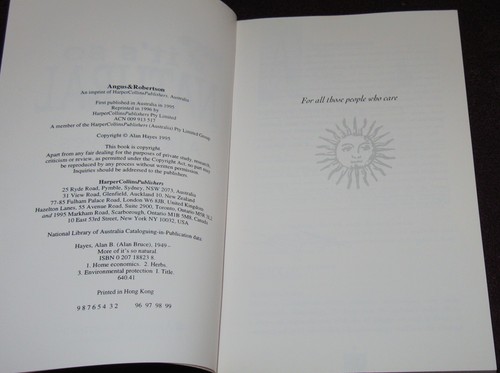 Angus&Robertson
An imprint of HarperCollinsPublishers, Australia
First published in Australia in 1995
Reprinted in 1996 by
HarperCollinsPublishers Pty Limited
ACN 009 913 517
A member of the HarperCollinsPublishers (Australia) Pty Limited Group
Copyright © Alan Hayes 1995
This book is copyright.
Apart from any fair dealing for the purposes of private study, research,
criticism or review, as permitted under the Copyright Act, no part may
be reproduced by any process without written permission.
Inquiries should be addressed to the publishers.
HarperCollinsPublishers
25 Ryde Road, Pymble, Sydney, NSW 2073, Australia
31 View Road, Glenfield, Auckland 10, New Zealand
77-85 Fulham Palace Road, London W6 8JB, United Kingdom
Hazelton Lanes, 55 Avenue Road, Suite 2900, Toronto, Ontario M5R 3L2
and 1995 Markham Road, Scarborough, Ontario M1B 5M8, Canada
10 East 53rd Street, New York NY 10032, USA
National Library of Australia Cataloguing-in-Publication data:
Hayes, Alan B. (Alan Bruce), 1949–
More of it's so natural.
ISBN 0 207 18823 8.
1. Home economics. 2. Herbs.
3. Environmental protection I. Title.
640.41
Printed in Hong Kong
9 8 7 6 5 4 3 2 96 97 98 99
For all those people who care